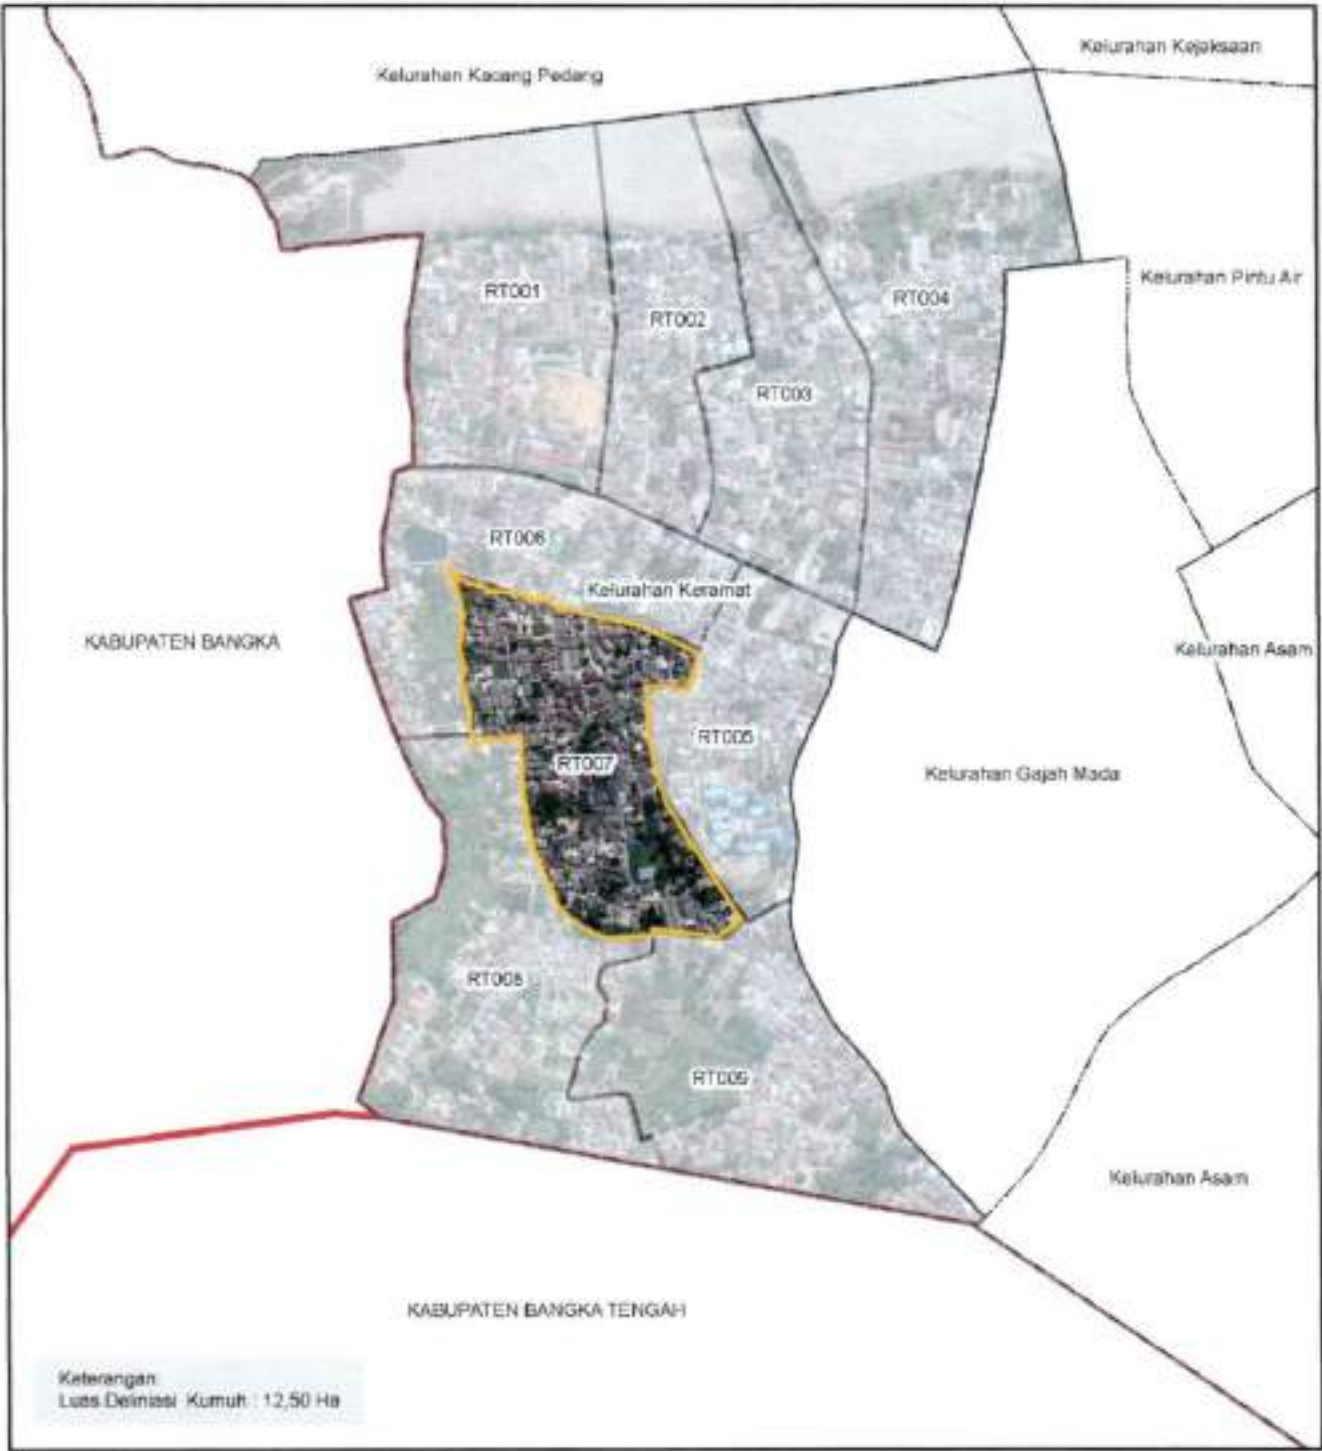 Kelurahan Kejaksaan
Kelurahan Kacang Pedang
Kelurahan Pintu Air
RT001
RT004
RT002
RT003
RT006
Kelurahan Keramat
KABUPATEN BANGKA
Kelurahan Asam
RT005
RT007
Kelurahan Gajah Mada
RT008
RT009
Kelurahan Asam
KABUPATEN BANGKA TENGAH
Keterangan
Luas Deliniasi Kumuh : 12,50 Ha